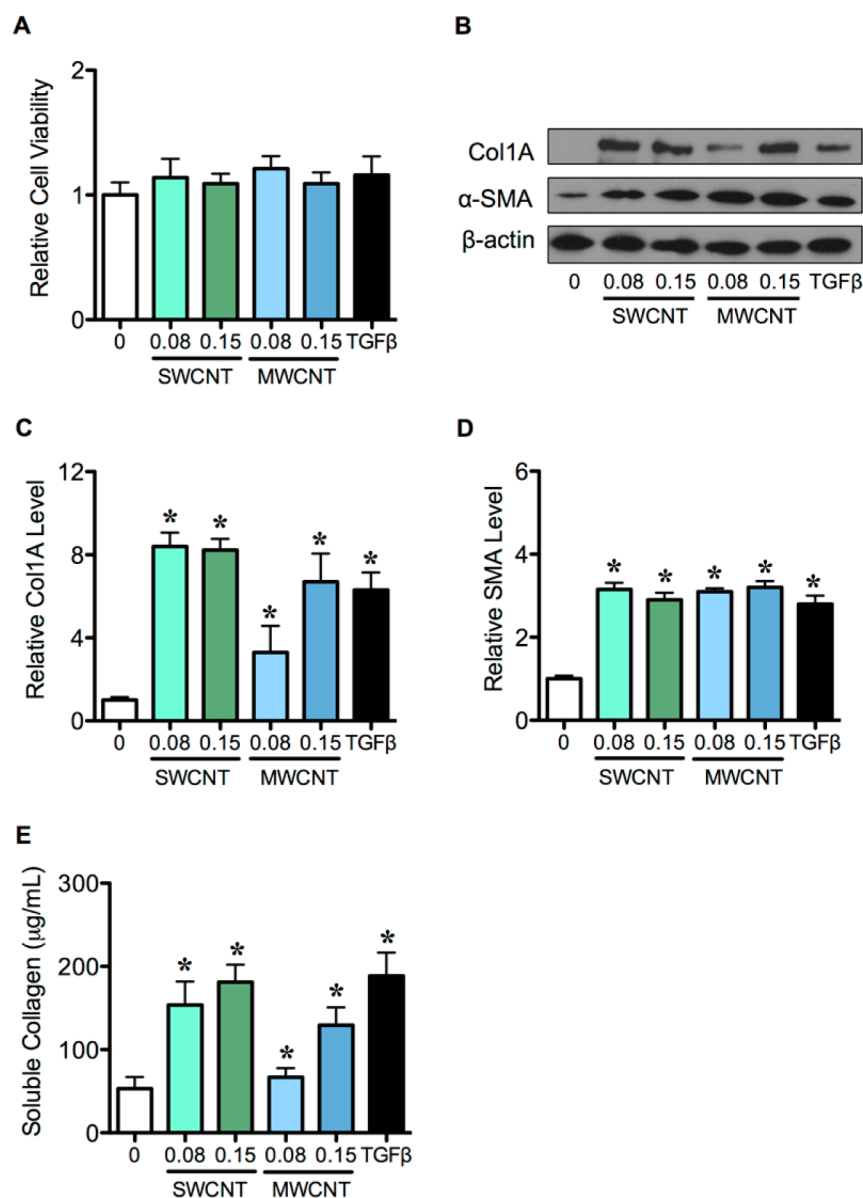 A
Relative Cell Viability
2
1
0
0 0.08 0.15 0.08 0.15 TGFβ
SWCNT MWCNT
B
Col1A
α-SMA
β-actin
0 0.08 0.15 0.08 0.15 TGFβ
SWCNT MWCNT
C
Relative Col1A Level
12
8
4
0
* * * * *
0 0.08 0.15 0.08 0.15 TGFβ
SWCNT MWCNT
D
Relative SMA Level
6
4
2
0
* * * * *
0 0.08 0.15 0.08 0.15 TGFβ
SWCNT MWCNT
E
Soluble Collagen (µg/mL)
300
200
100
0
* * * * *
0 0.08 0.15 0.08 0.15 TGFβ
SWCNT MWCNT